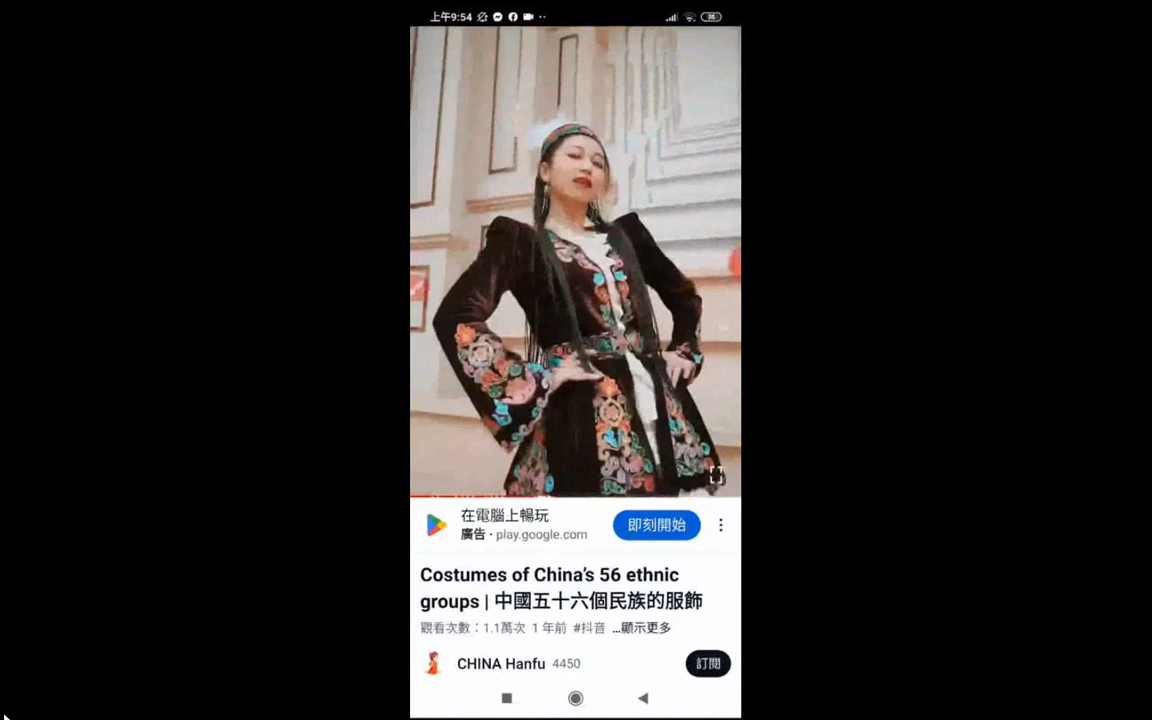 上午9:54
在電腦上暢玩
廣告 · play.google.com
即刻開始
Costumes of China's 56 ethnic
groups | 中國五十六個民族的服飾
觀看次數：1.1萬次 1 年前 #抖音 ...顯示更多
CHINA Hanfu 4450
訂閱